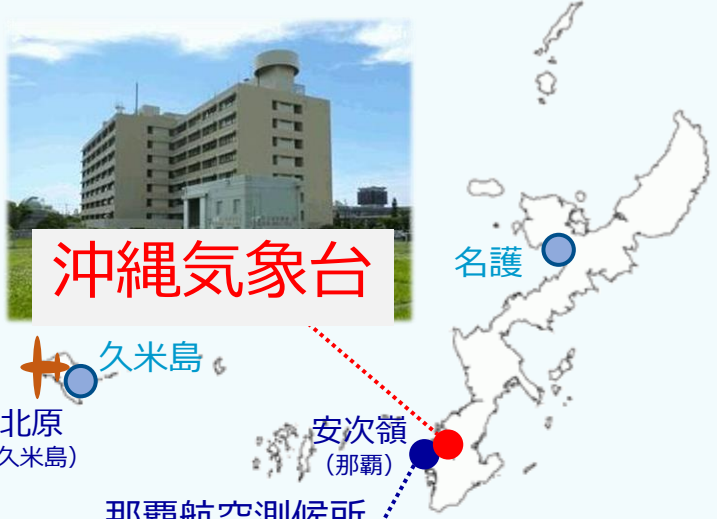 沖縄気象台
名護
久米島
北原
久米島）
安次嶺
（那覇）
那覇航空測候所